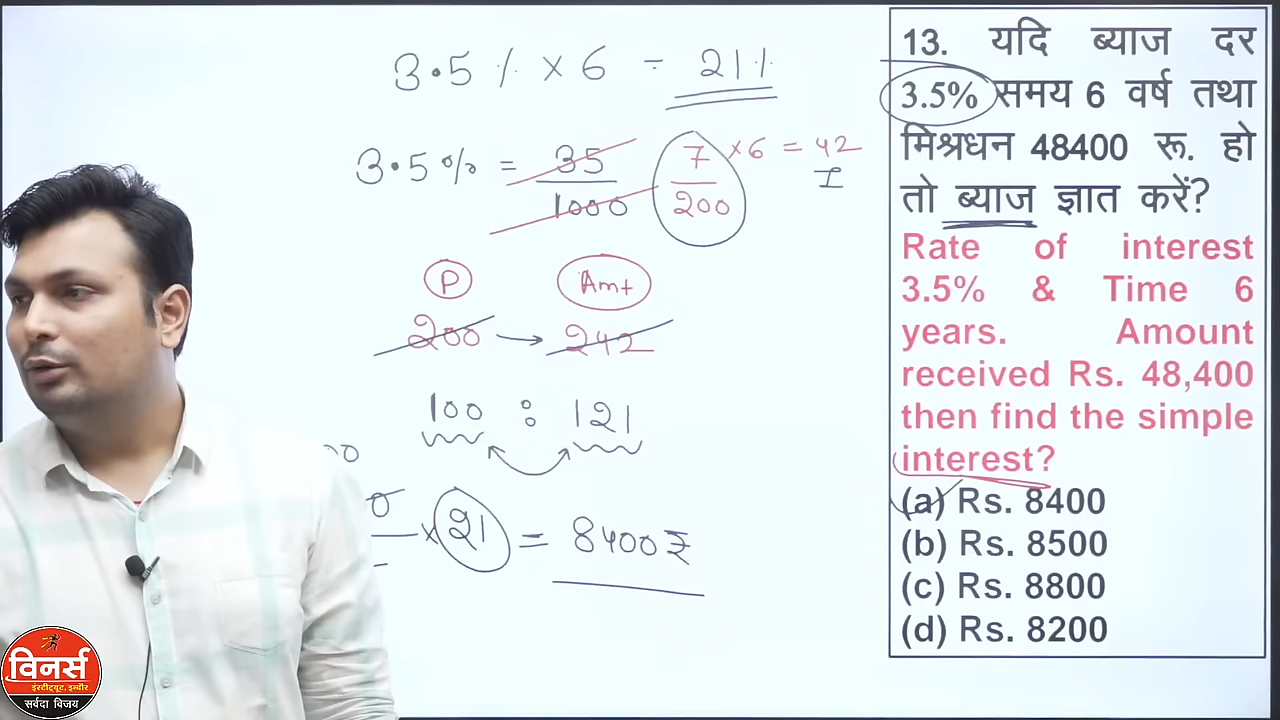 3.5% × 6 - 21%
3.5% = 35/1000 7/200 ×6 = 42
I
P Amt
200 → 242
100 : 121
× 21 = 8400₹
13. यदि ब्याज दर
3.5% समय 6 वर्ष तथा
मिश्रधन 48400 रू. हो
तो ब्याज ज्ञात करें?
Rate of interest
3.5% & Time 6
years. Amount
received Rs. 48,400
then find the simple
interest?
(a) Rs. 8400
(b) Rs. 8500
(c) Rs. 8800
(d) Rs. 8200
विनर्स
इंस्टीट्यूट, इन्दौर
सर्वदा विजय